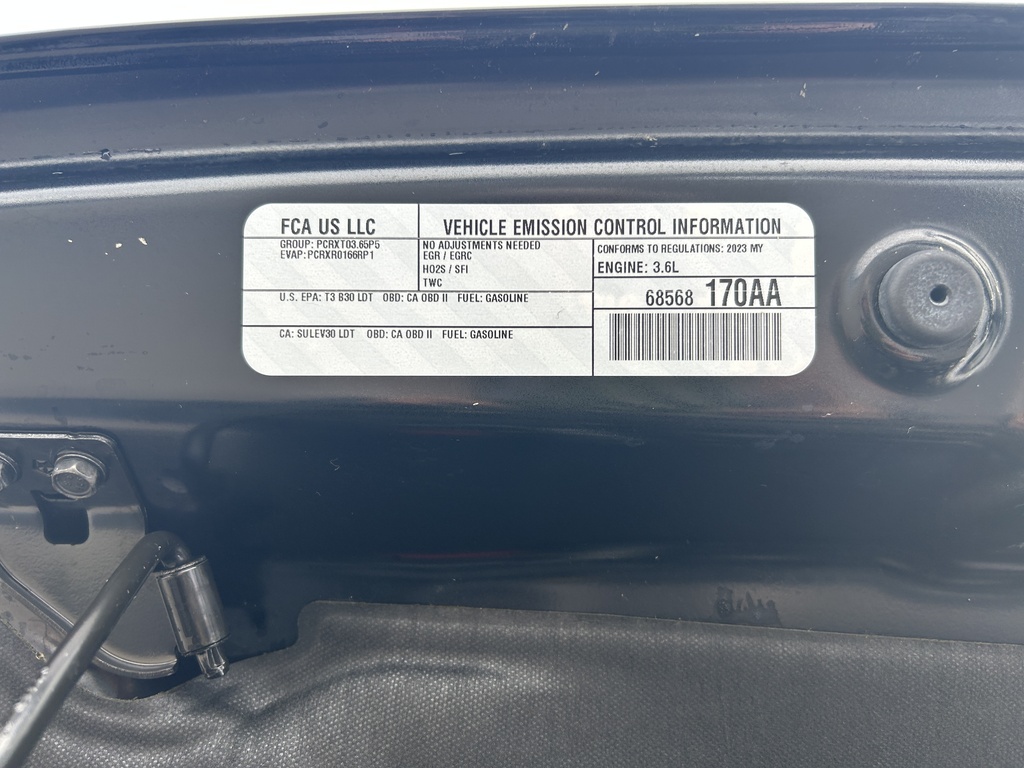 FCA US LLC
VEHICLE EMISSION CONTROL INFORMATION
GROUP: PCRXT03.65P5
EVAP: PCRXR0166RP1
NO ADJUSTMENTS NEEDED
EGR / EGRC
HO2S / SFI
TWC
CONFORMS TO REGULATIONS: 2023 MY
ENGINE: 3.6L
U.S. EPA: T3 B30 LDT OBD: CA OBD II FUEL: GASOLINE
68568 170AA
CA: SULEV30 LDT OBD: CA OBD II FUEL: GASOLINE